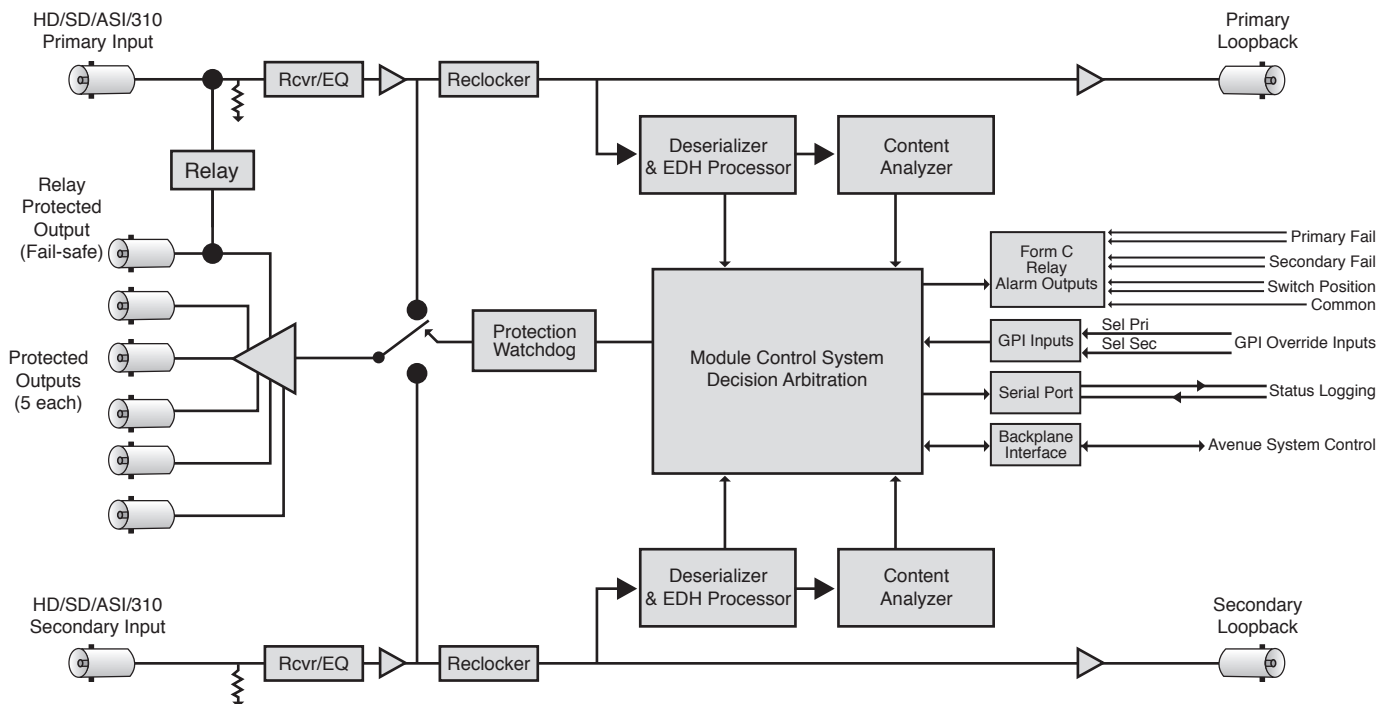 HD/SD/ASI/310
Primary Input
Primary
Loopback
Rcvr/EQ
Reclocker
Deserializer
& EDH Processor
Content
Analyzer
Relay
Relay
Protected
Output
(Fail-safe)
Form C
Relay
Alarm Outputs
Primary Fail
Secondary Fail
Switch Position
Common
Protection
Watchdog
Module Control System
Decision Arbitration
GPI Inputs
Sel Pri
Sel Sec
GPI Override Inputs
Protected
Outputs
(5 each)
Serial Port
Status Logging
Backplane
Interface
Avenue System Control
Deserializer
& EDH Processor
Content
Analyzer
HD/SD/ASI/310
Secondary Input
Secondary
Loopback
Rcvr/EQ
Reclocker